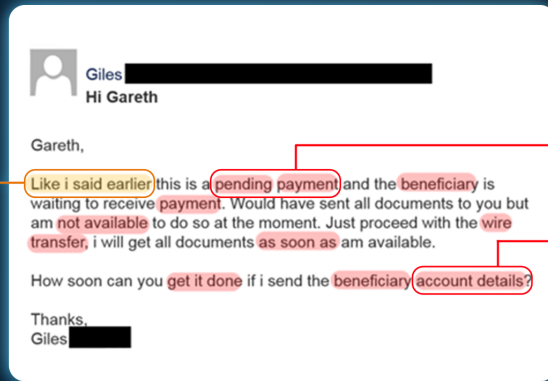 Giles
Hi Gareth
Gareth,
Like i said earlier this is a pending payment and the beneficiary is
waiting to receive payment. Would have sent all documents to you but
am not available to do so at the moment. Just proceed with the wire
transfer, i will get all documents as soon as am available.
How soon can you get it done if i send the beneficiary account details?
Thanks,
Giles